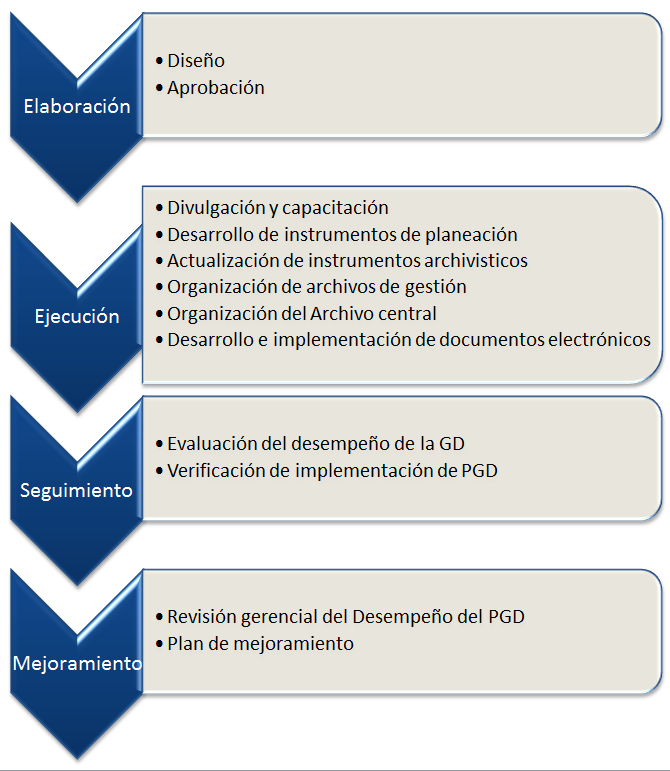 Elaboración
• Diseño
• Aprobación
Ejecución
• Divulgación y capacitación
• Desarrollo de instrumentos de planeación
• Actualización de instrumentos archivisticos
• Organización de archivos de gestión
• Organización del Archivo central
• Desarrollo e implementación de documentos electrónicos
Seguimiento
• Evaluación del desempeño de la GD
• Verificación de implementación de PGD
Mejoramiento
• Revisión gerencial del Desempeño del PGD
• Plan de mejoramiento